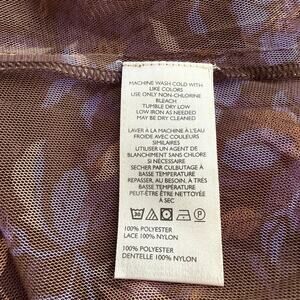 MACHINE WASH COLD WITH
LIKE COLORS
USE ONLY NON-CHLORINE
BLEACH
TUMBLE DRY LOW
LOW IRON AS NEEDED
MAY BE DRY CLEANED
LAVER À LA MACHINE À L'EAU
FROIDE AVEC COULEURS
SIMILAIRES
UTILISER UN AGENT DE
BLANCHIMENT SANS CHLORE
SI NÉCESSAIRE
SECHER PAR CULBUTAGE À
BASSE TEMPÉRATURE
REPASSER, AU BESOIN, À TRÈS
BASSE TEMPÉRATURE
PEUT-ÊTRE ÊTRE NETTOYÉE
À SEC
100% POLYESTER
LACE 100% NYLON
100% POLYESTER
DENTELLE 100% NYLON